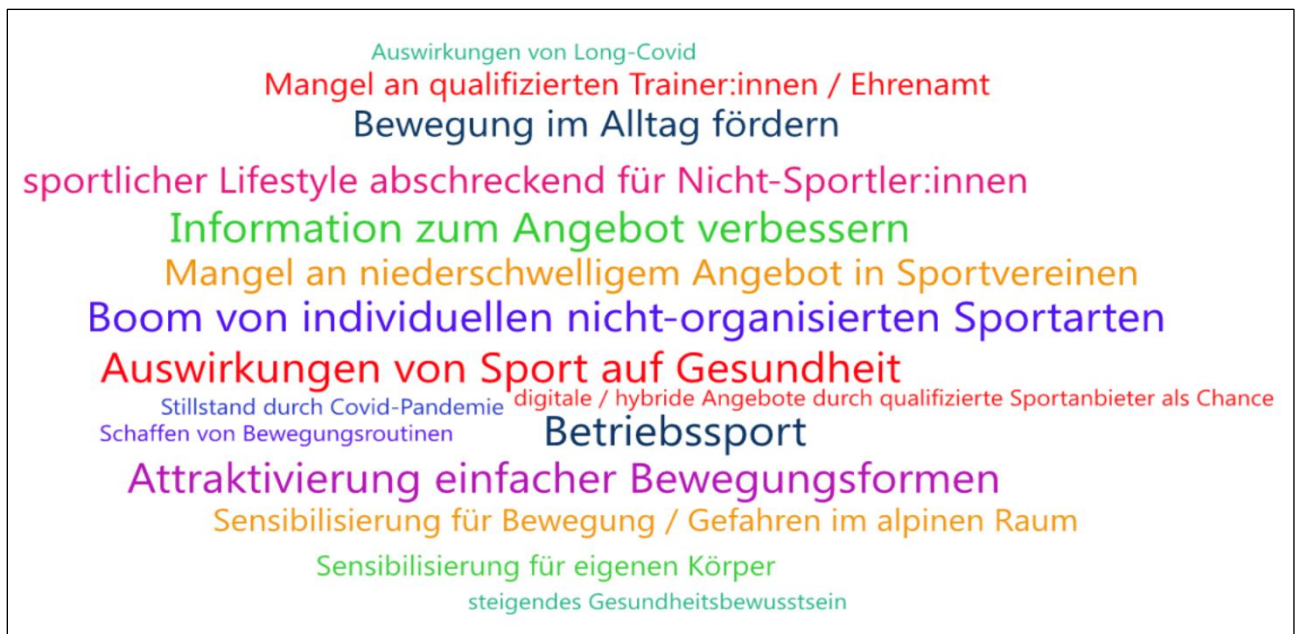 Auswirkungen von Long-Covid
Mangel an qualifizierten Trainer:innen / Ehrenamt
Bewegung im Alltag fördern
sportlicher Lifestyle abschreckend für Nicht-Sportler:innen
Information zum Angebot verbessern
Mangel an niederschwelligem Angebot in Sportvereinen
Boom von individuellen nicht-organisierten Sportarten
Auswirkungen von Sport auf Gesundheit
digitale / hybride Angebote durch qualifizierte Sportanbieter als Chance
Stillstand durch Covid-Pandemie
Schaffen von Bewegungsroutinen
Betriebssport
Attraktivierung einfacher Bewegungsformen
Sensibilisierung für Bewegung / Gefahren im alpinen Raum
Sensibilisierung für eigenen Körper
steigendes Gesundheitsbewusstsein